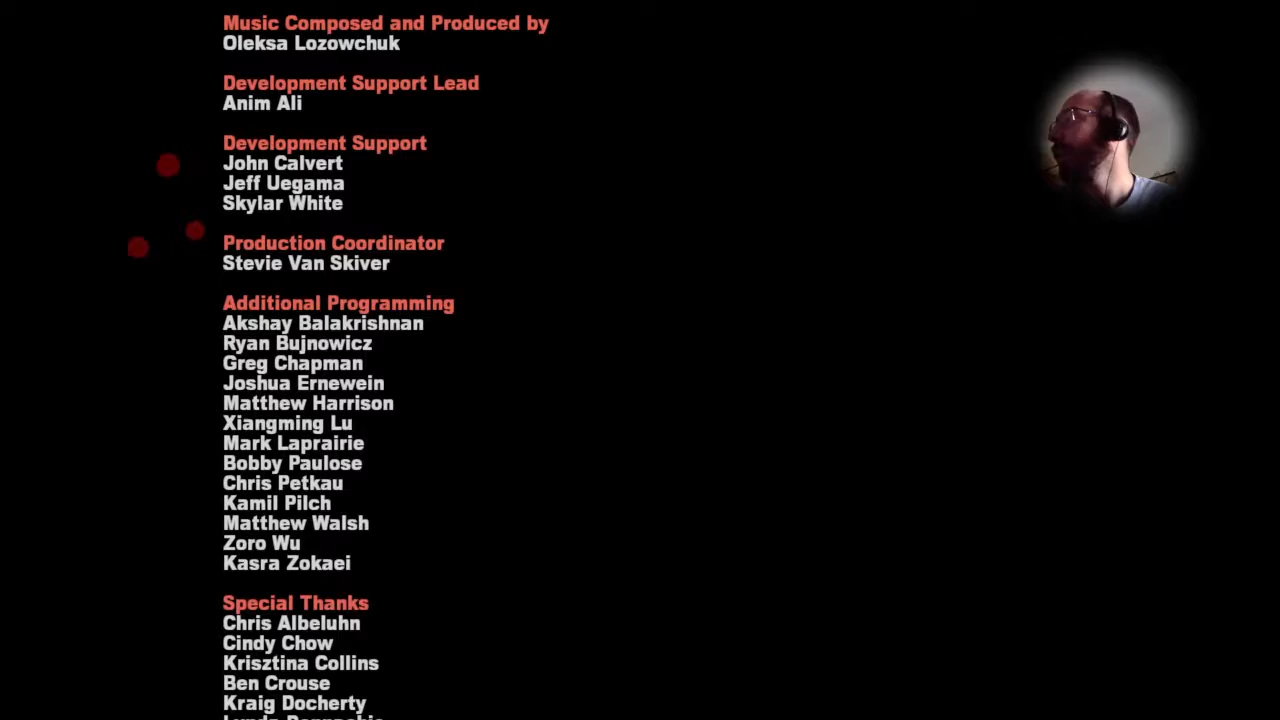 Music Composed and Produced by
Oleksa Lozowchuk
Development Support Lead
Anim Ali
Development Support
John Calvert
Jeff Uegama
Skylar White
Production Coordinator
Stevie Van Skiver
Additional Programming
Akshay Balakrishnan
Ryan Bujnowicz
Greg Chapman
Joshua Ernewein
Matthew Harrison
Xiangming Lu
Mark Laprairie
Bobby Paulose
Chris Petkau
Kamil Pilch
Matthew Walsh
Zoro Wu
Kasra Zokaei
Special Thanks
Chris Albeluhn
Cindy Chow
Krisztina Collins
Ben Crouse
Kraig Docherty